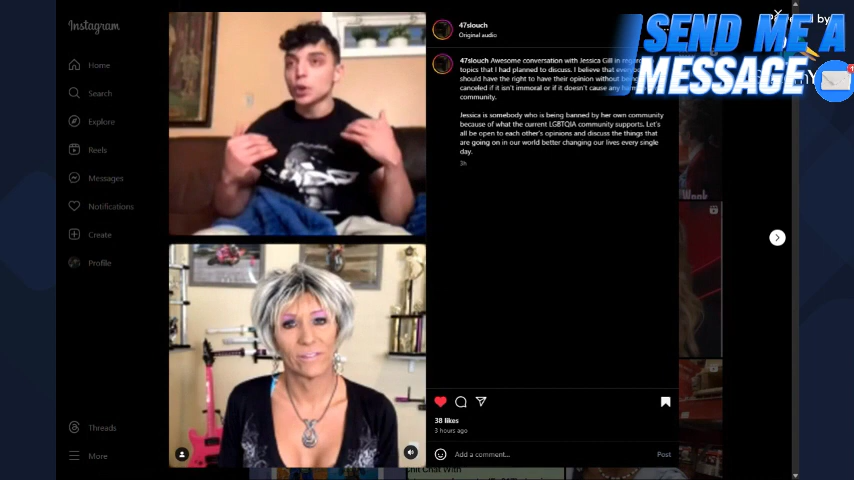 Instagram
Home
Search
Explore
Reels
Messages
Notifications
Create
Profile
Threads
More
47slouch
Original audio
47slouch Awesome conversation with Jessica Gill in
topics that I had planned to discuss. I believe that
should have the right to have their opinion without
canceled if it isn't immoral or if it doesn't cause any
community.
Jessica is somebody who is being banned by her own community
because of what the current LGBTQIA community supports. Let's
all be open to each other's opinions and discuss the things that
are going on in our world better changing our lives every single
day.
3h
38 likes
3 hours ago
Add a comment...
Post
SEND ME A
MESSAGE
by
Chat With